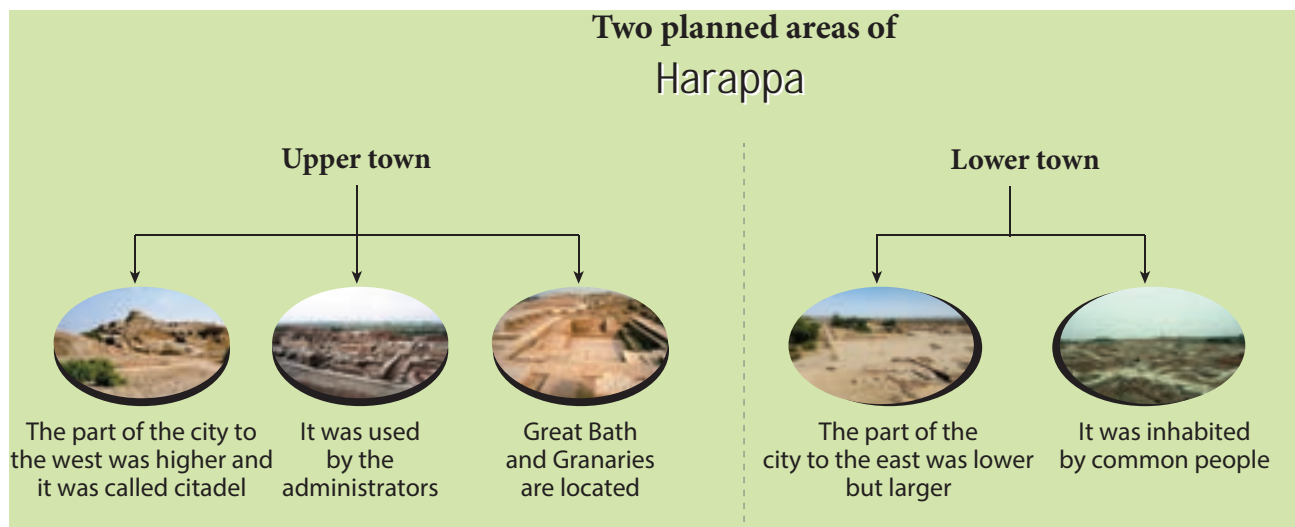 Two planned areas of
Harappa
Upper town
Lower town
The part of the city to
the west was higher and
it was called citadel
It was used
by the
administrators
Great Bath
and Granaries
are located
The part of the
city to the east was lower
but larger
It was inhabited
by common people